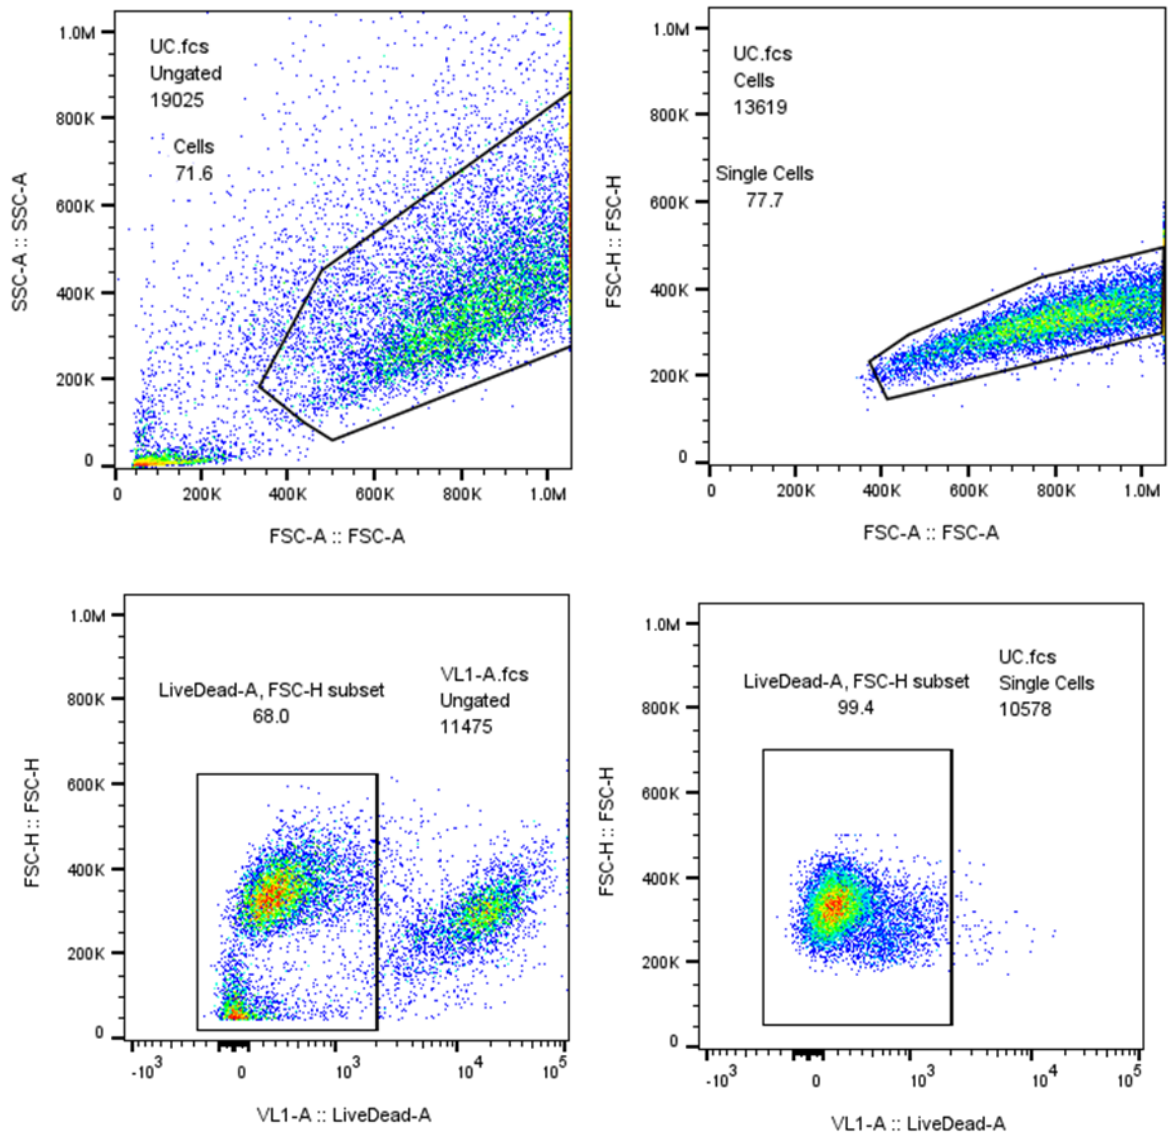 1.0M
800K
600K
400K
200K
0
SSC-A :: SSC-A
UC.fcs
Ungated
19025
Cells
71.6
0 200K 400K 600K 800K 1.0M
FSC-A :: FSC-A
1.0M
800K
600K
400K
200K
0
FSC-H :: FSC-H
UC.fcs
Cells
13619
Single Cells
77.7
0 200K 400K 600K 800K 1.0M
FSC-A :: FSC-A
1.0M
800K
600K
400K
200K
0
FSC-H :: FSC-H
LiveDead-A, FSC-H subset
68.0
VL1-A.fcs
Ungated
11475
-10³ 0 10³ 10⁴ 10⁵
VL1-A :: LiveDead-A
1.0M
800K
600K
400K
200K
0
FSC-H :: FSC-H
LiveDead-A, FSC-H subset
99.4
UC.fcs
Single Cells
10578
-10³ 0 10³ 10⁴ 10⁵
VL1-A :: LiveDead-A